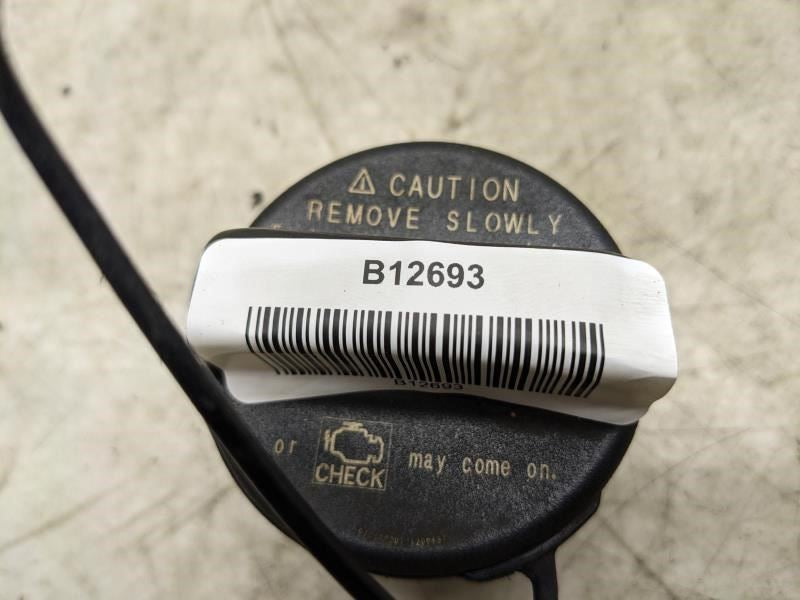 ⚠ CAUTION
REMOVE SLOWLY
B12693
B12693
or CHECK may come on.